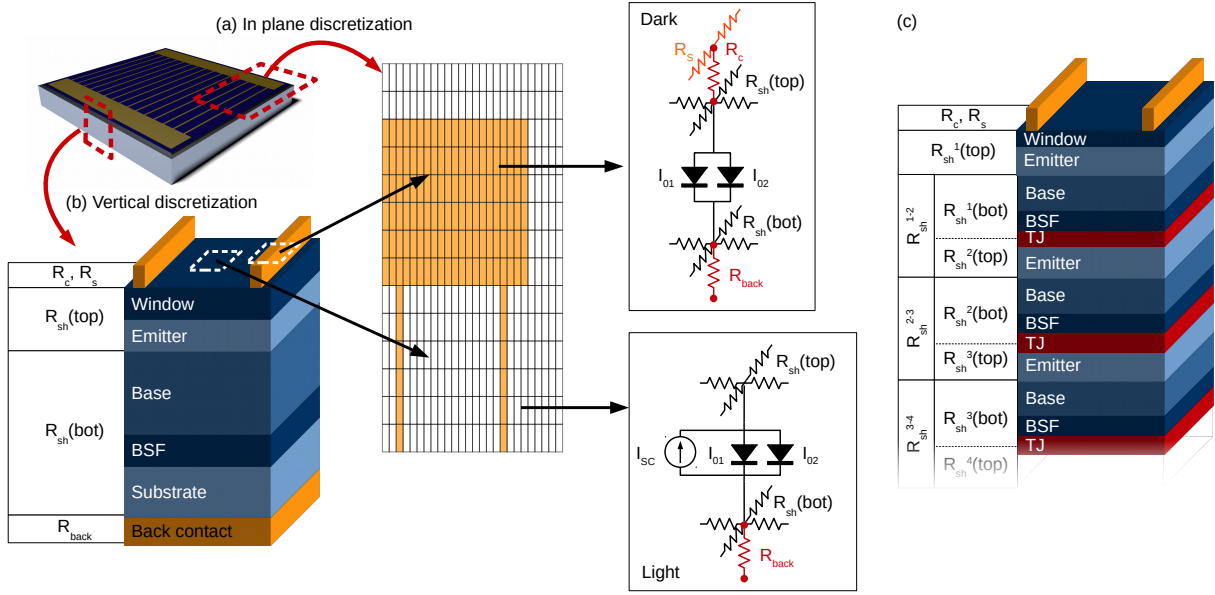 (a) In plane discretization
(b) Vertical discretization
R_c, R_s
R_sh(top)
R_sh(bot)
R_back
Window
Emitter
Base
BSF
Substrate
Back contact
Dark
R_s
R_c
R_sh(top)
I_01
I_02
R_sh(bot)
R_back
R_sh(top)
I_SC
I_01
I_02
R_sh(bot)
R_back
Light
(c)
R_c, R_s
R_sh^1(top)
R_sh^1-2
R_sh^1(bot)
R_sh^2(top)
R_sh^2-3
R_sh^2(bot)
R_sh^3(top)
R_sh^3-4
R_sh^3(bot)
R_sh^4(top)
Window
Emitter
Base
BSF
TJ
Emitter
Base
BSF
TJ
Emitter
Base
BSF
TJ